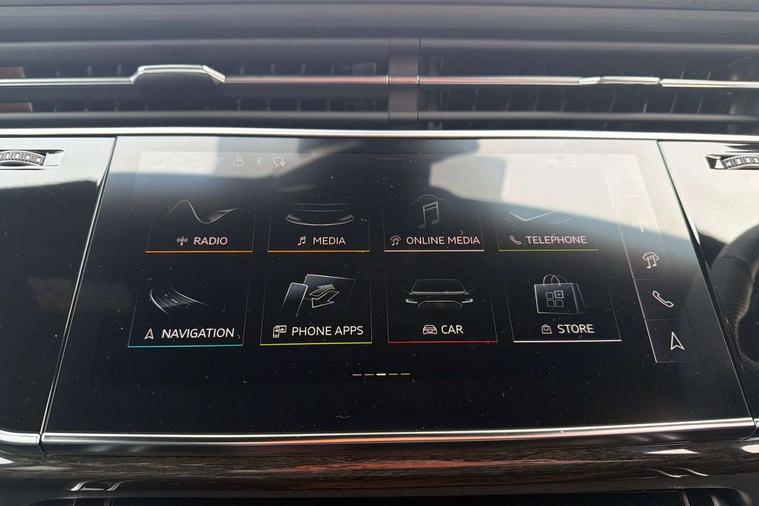 RADIO
MEDIA
ONLINE MEDIA
TELEPHONE
NAVIGATION
PHONE APPS
CAR
STORE